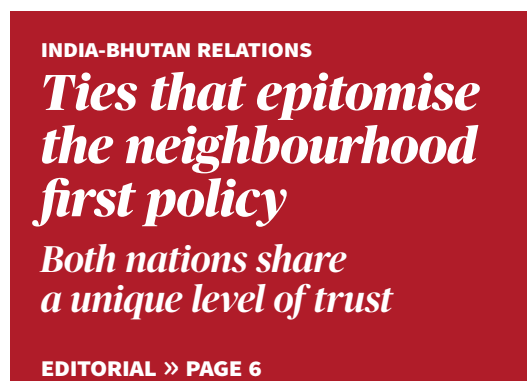 INDIA-BHUTAN RELATIONS
Ties that epitomise
the neighbourhood
first policy
Both nations share
a unique level of trust
EDITORIAL » PAGE 6